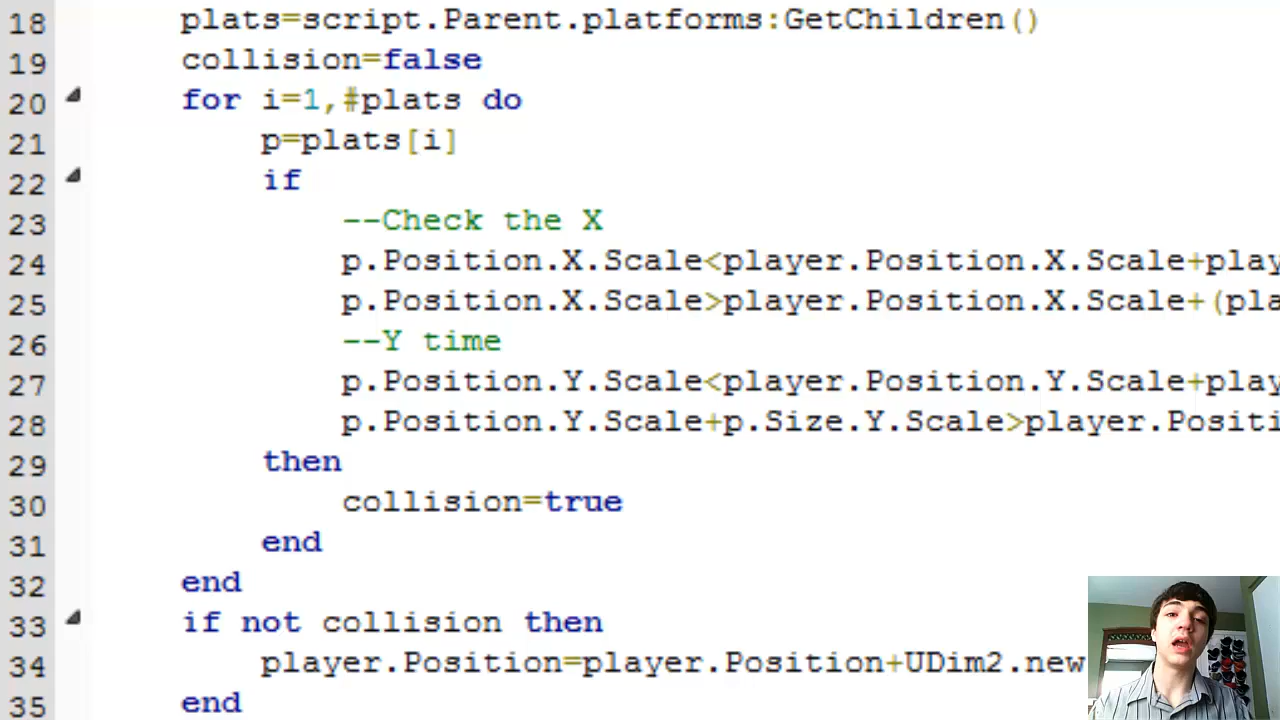 18 plats=script.Parent.platforms:GetChildren()
19 collision=false
20 for i=1,#plats do
21 p=plats[i]
22 if
23 --Check the X
24 p.Position.X.Scale<player.Position.X.Scale+play
25 p.Position.X.Scale>player.Position.X.Scale+(pla
26 --Y time
27 p.Position.Y.Scale<player.Position.Y.Scale+play
28 p.Position.Y.Scale+p.Size.Y.Scale>player.Positi
29 then
30 collision=true
31 end
32 end
33 if not collision then
34 player.Position=player.Position+UDim2.new
35 end